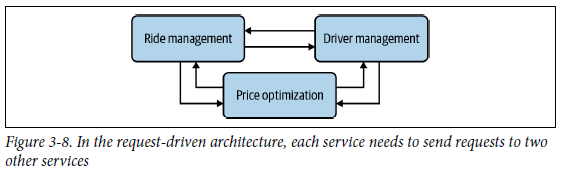 Ride management
Driver management
Price optimization
Figure 3-8. In the request-driven architecture, each service needs to send requests to two
other services